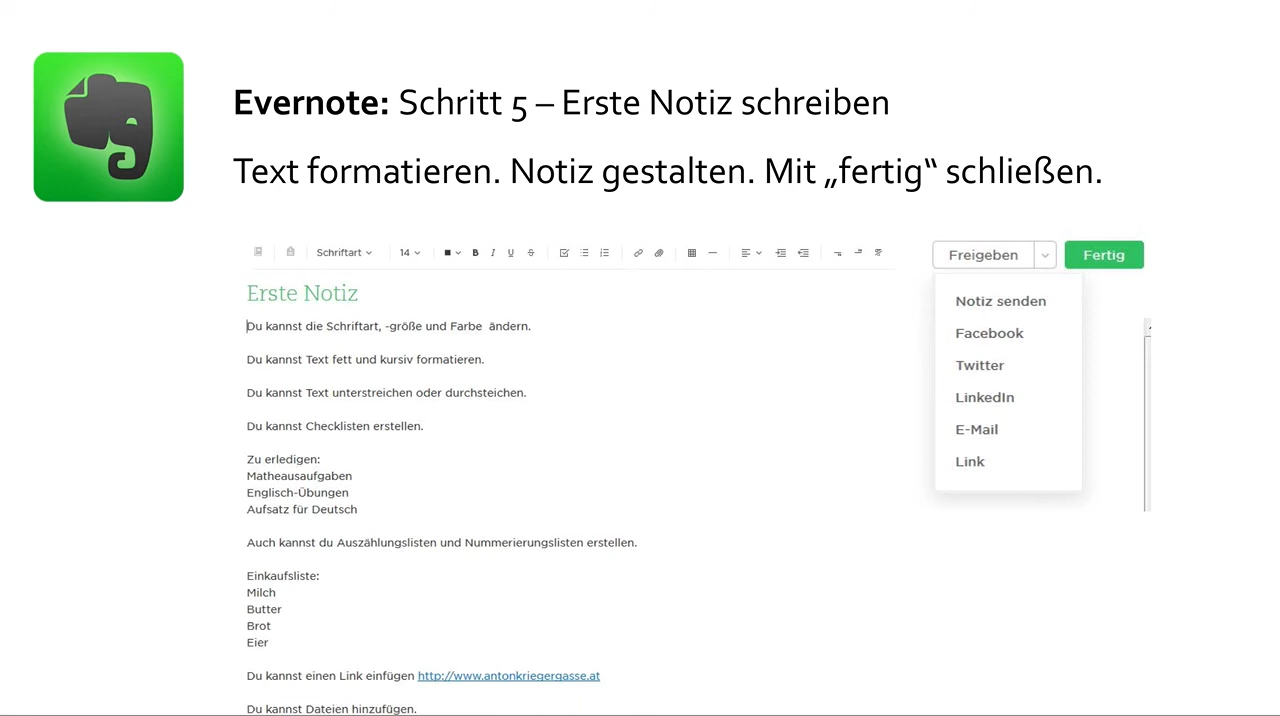 Evernote: Schritt 5 – Erste Notiz schreiben
Text formatieren. Notiz gestalten. Mit „fertig“ schließen.
Schriftart 14 B I U S
Freigeben
Fertig
Erste Notiz
Du kannst die Schriftart, -größe und Farbe  ändern.
Du kannst Text fett und kursiv formatieren.
Du kannst Text unterstreichen oder durchsteichen.
Du kannst Checklisten erstellen.
Zu erledigen:
Matheausaufgaben
Englisch-Übungen
Aufsatz für Deutsch
Auch kannst du Auszählungslisten und Nummerierungslisten erstellen.
Einkaufsliste:
Milch
Butter
Brot
Eier
Du kannst einen Link einfügen http://www.antonkriegergasse.at
Du kannst Dateien hinzufügen.
Notiz senden
Facebook
Twitter
LinkedIn
E-Mail
Link